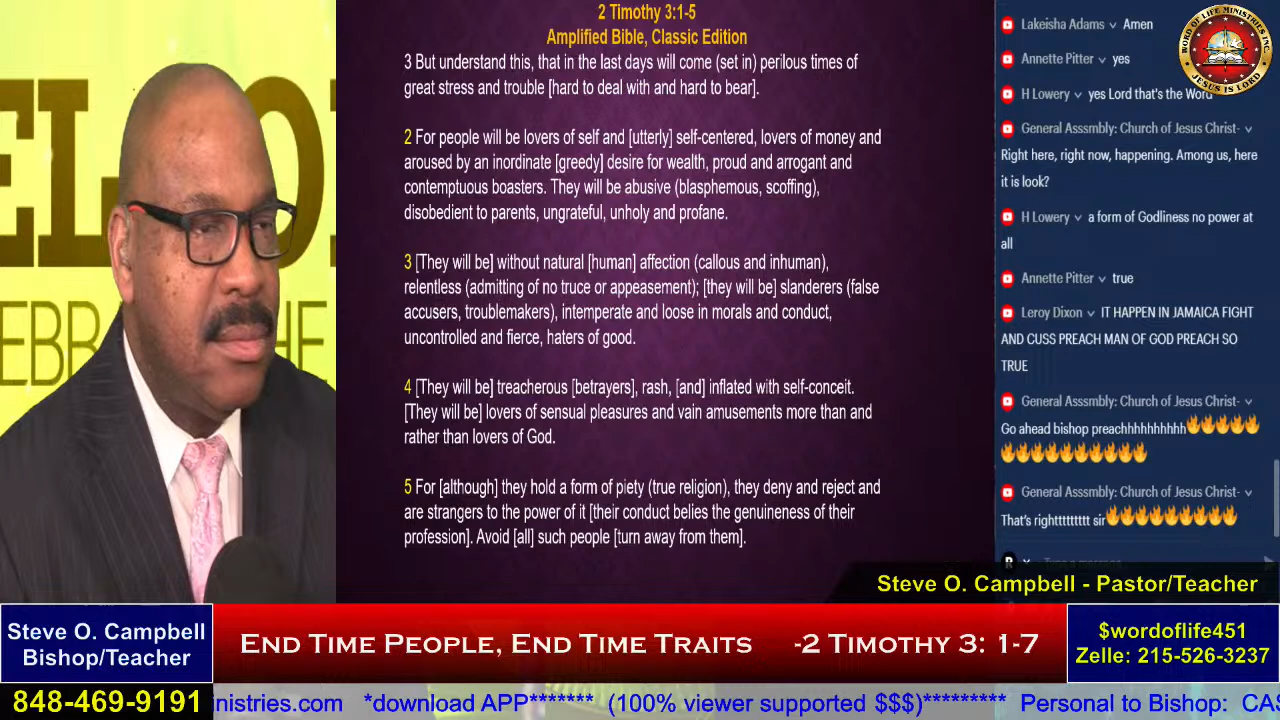 EL O
EBRA HE
2 Timothy 3:1-5
Amplified Bible, Classic Edition
3 But understand this, that in the last days will come (set in) perilous times of
great stress and trouble [hard to deal with and hard to bear].
2 For people will be lovers of self and [utterly] self-centered, lovers of money and
aroused by an inordinate [greedy] desire for wealth, proud and arrogant and
contemptuous boasters. They will be abusive (blasphemous, scoffing),
disobedient to parents, ungrateful, unholy and profane.
3 [They will be] without natural [human] affection (callous and inhuman),
relentless (admitting of no truce or appeasement); [they will be] slanderers (false
accusers, troublemakers), intemperate and loose in morals and conduct,
uncontrolled and fierce, haters of good.
4 [They will be] treacherous [betrayers], rash, [and] inflated with self-conceit.
[They will be] lovers of sensual pleasures and vain amusements more than and
rather than lovers of God.
5 For [although] they hold a form of piety (true religion), they deny and reject and
are strangers to the power of it [their conduct belies the genuineness of their
profession]. Avoid [all] such people [turn away from them].
Lakeisha Adams Amen
Annette Pitter yes
H Lowery yes Lord that's the Word
General Asssmbly: Church of Jesus Christ-
Right here, right now, happening. Among us, here
it is look?
H Lowery a form of Godliness no power at
all
Annette Pitter true
Leroy Dixon IT HAPPEN IN JAMAICA FIGHT
AND CUSS PREACH MAN OF GOD PREACH SO
TRUE
General Asssmbly: Church of Jesus Christ-
Go ahead bishop preachhhhhhhhhh🔥🔥🔥🔥🔥
🔥🔥🔥🔥🔥🔥🔥🔥🔥🔥
General Asssmbly: Church of Jesus Christ-
That's righttttttttt sir🔥🔥🔥🔥🔥🔥🔥🔥🔥
WORD OF LIFE MINISTRIES INC
JESUS IS LORD
Steve O. Campbell - Pastor/Teacher
Steve O. Campbell
Bishop/Teacher
END TIME PEOPLE, END TIME TRAITS -2 TIMOTHY 3: 1-7
$wordoflife451
Zelle: 215-526-3237
848-469-9191
inistries.com *download APP******* (100% viewer supported $$$)********* Personal to Bishop: CAS